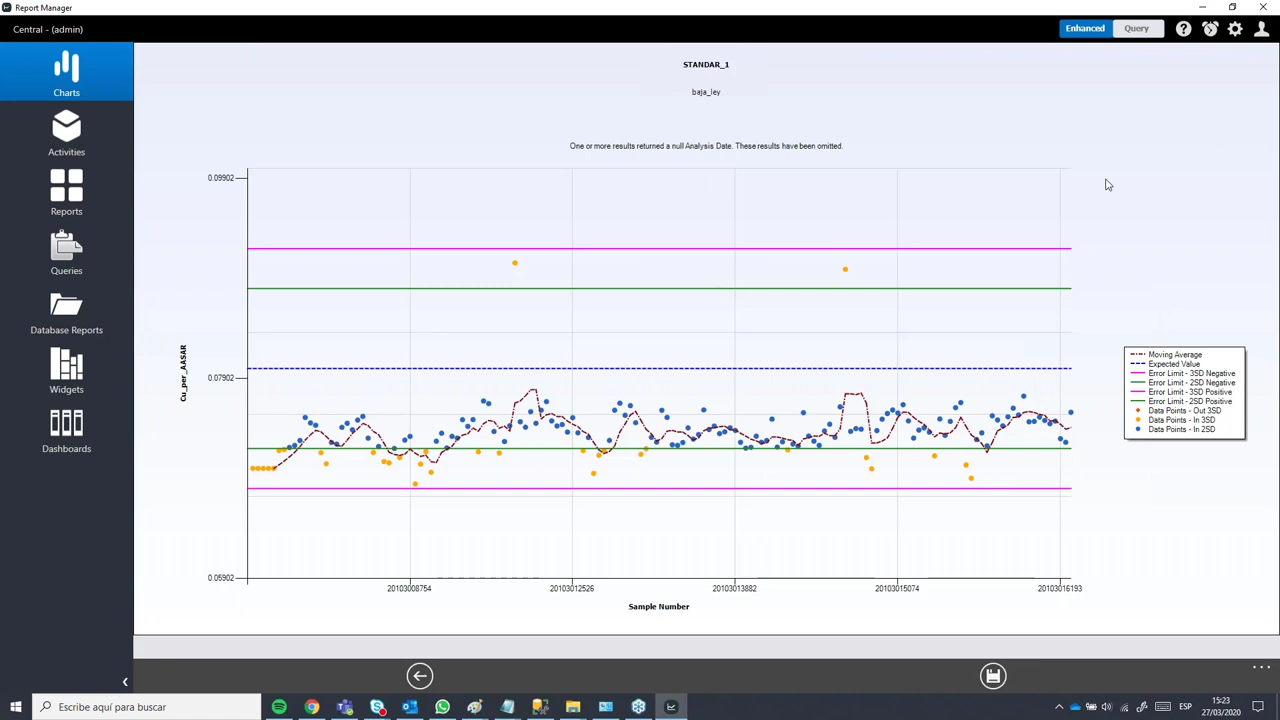 Report Manager
Central - (admin)
Enhanced
Query
Charts
Activities
Reports
Queries
Database Reports
Widgets
Dashboards
STANDAR_1
baja_ley
One or more results returned a null Analysis Date. These results have been omitted.
0.09902
0.07902
0.05902
Cu_per_AASAR
20103008754
20103012526
20103013882
20103015074
20103016193
Sample Number
Moving Average
Expected Value
Error Limit - 3SD Negative
Error Limit - 2SD Negative
Error Limit - 3SD Positive
Error Limit - 2SD Positive
Data Points - Out 3SD
Data Points - In 3SD
Data Points - In 2SD
Escribe aquí para buscar
ESP
15:23
27/03/2020